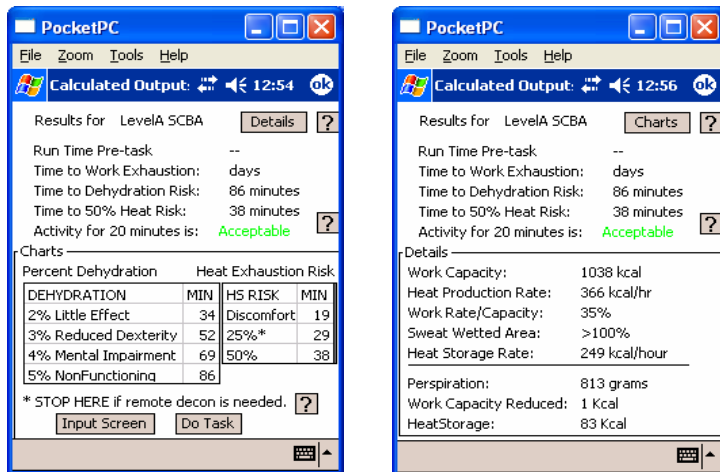 PocketPC
File Zoom Tools Help
Calculated Output: 12:54 ok
Results for LevelA SCBA Details ?
Run Time Pre-task --
Time to Work Exhaustion: days
Time to Dehydration Risk: 86 minutes
Time to 50% Heat Risk: 38 minutes
Activity for 20 minutes is: Acceptable ?
Charts
Percent Dehydration Heat Exhaustion Risk
DEHYDRATION MIN HS RISK MIN
2% Little Effect 34 Discomfort 19
3% Reduced Dexterity 52 25%* 29
4% Mental Impairment 69 50% 38
5% NonFunctioning 86
* STOP HERE if remote decon is needed. ?
Input Screen Do Task
PocketPC
File Zoom Tools Help
Calculated Output: 12:56 ok
Results for LevelA SCBA Charts ?
Run Time Pre-task --
Time to Work Exhaustion: days
Time to Dehydration Risk: 86 minutes
Time to 50% Heat Risk: 38 minutes
Activity for 20 minutes is: Acceptable ?
Details
Work Capacity: 1038 kcal
Heat Production Rate: 366 kcal/hr
Work Rate/Capacity: 35%
Sweat Wetted Area: >100%
Heat Storage Rate: 249 kcal/hour
Perspiration: 813 grams
Work Capacity Reduced: 1 Kcal
HeatStorage: 83 Kcal